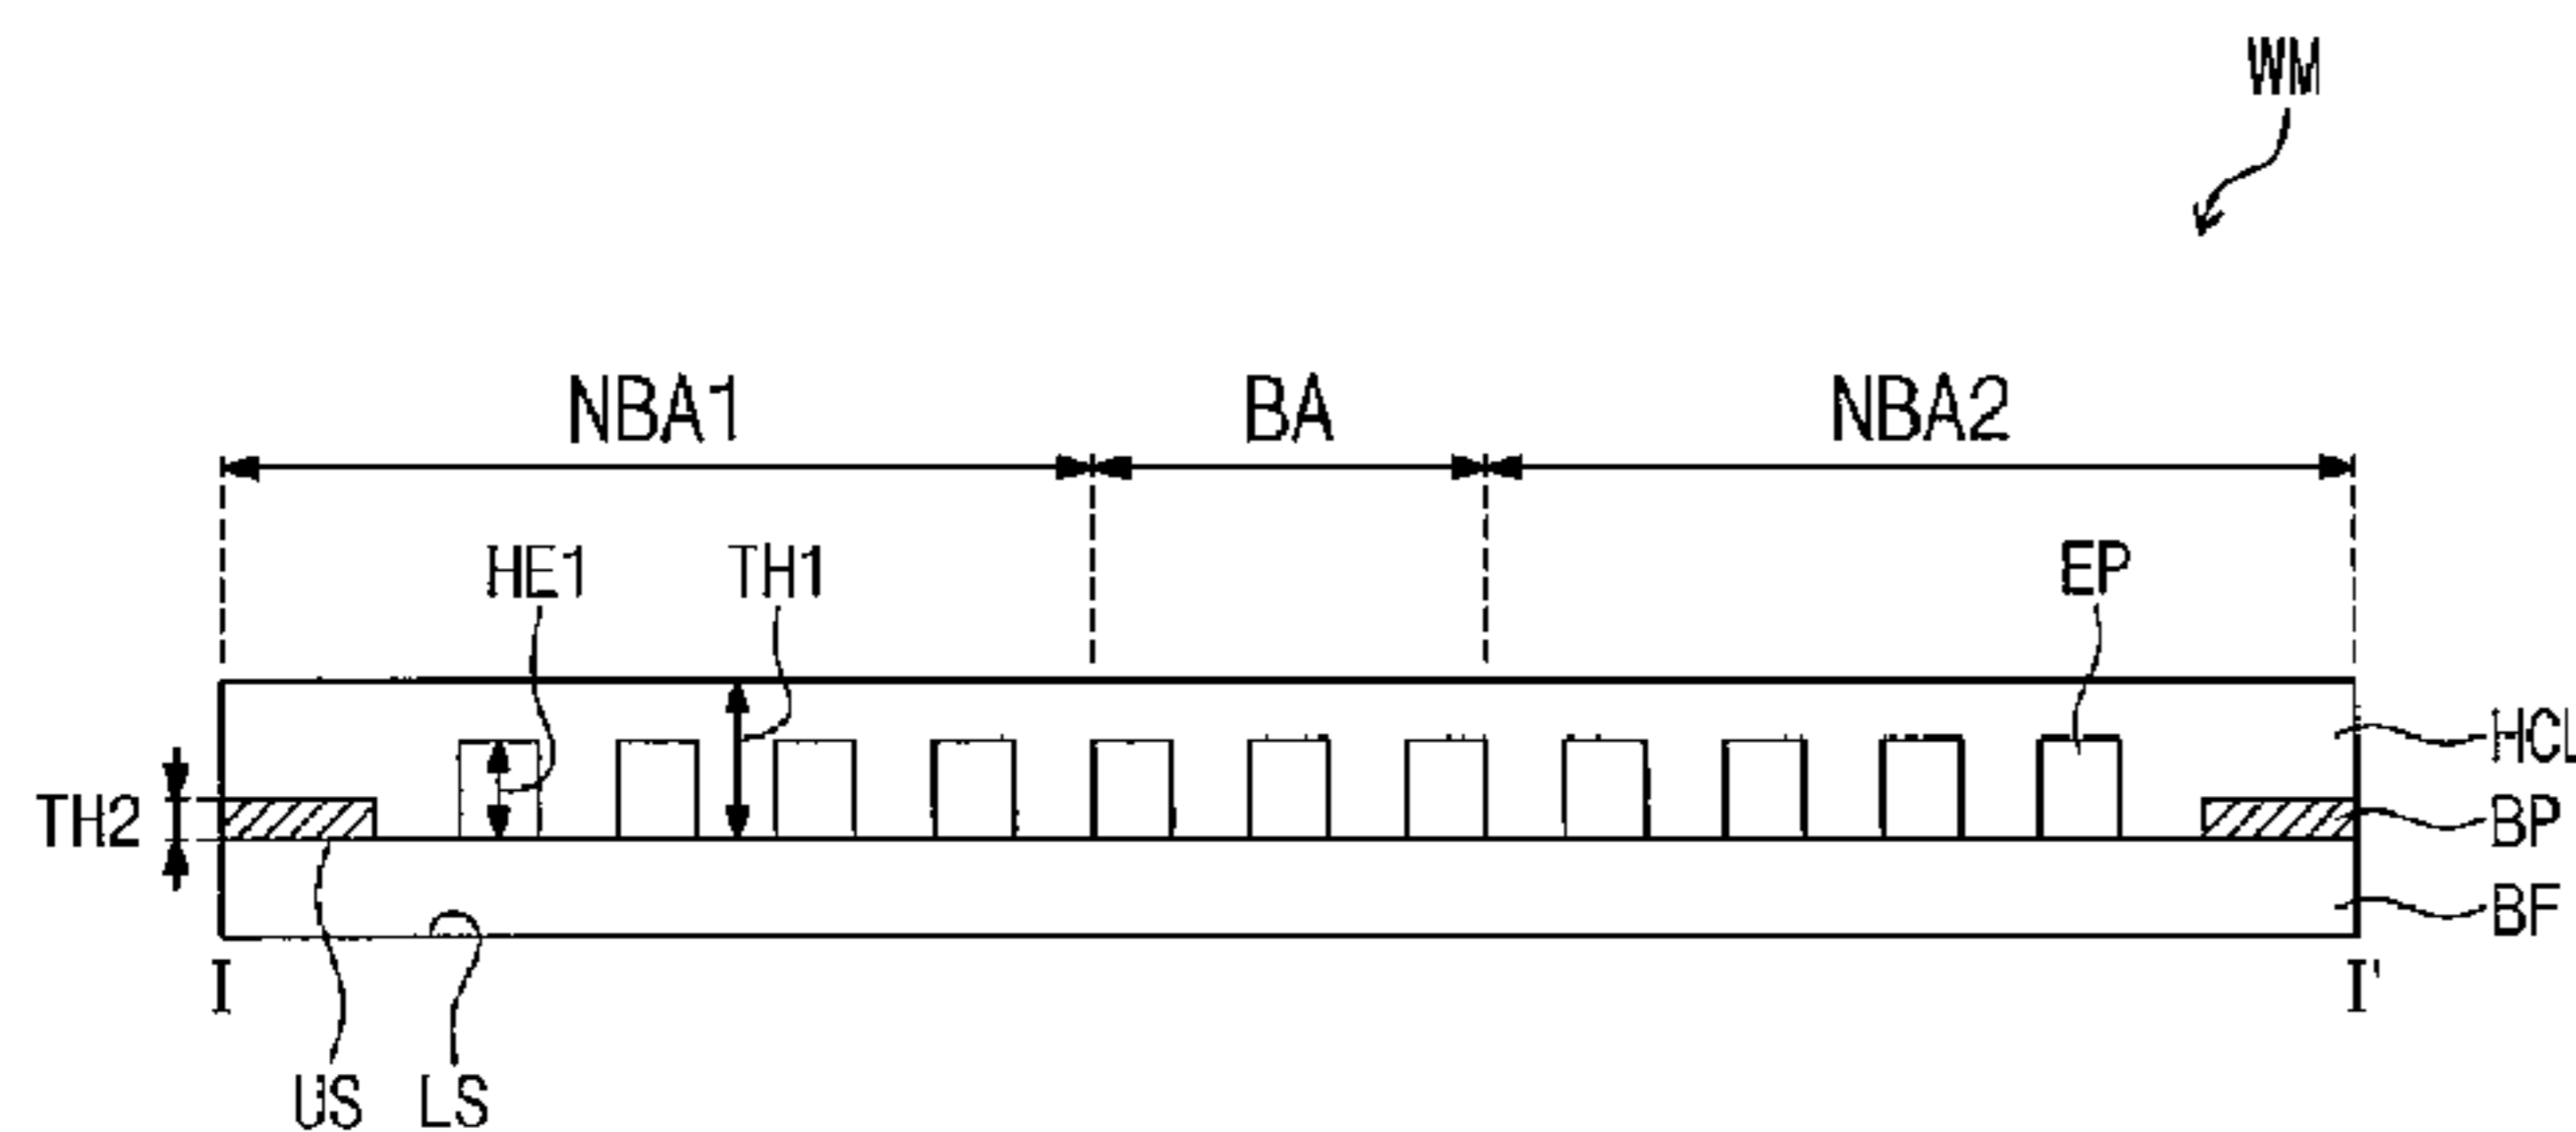 WM
NBA1 BA NBA2
HE1 TH1 EP
HCL
TH2 BP
BF
I I'
US LS